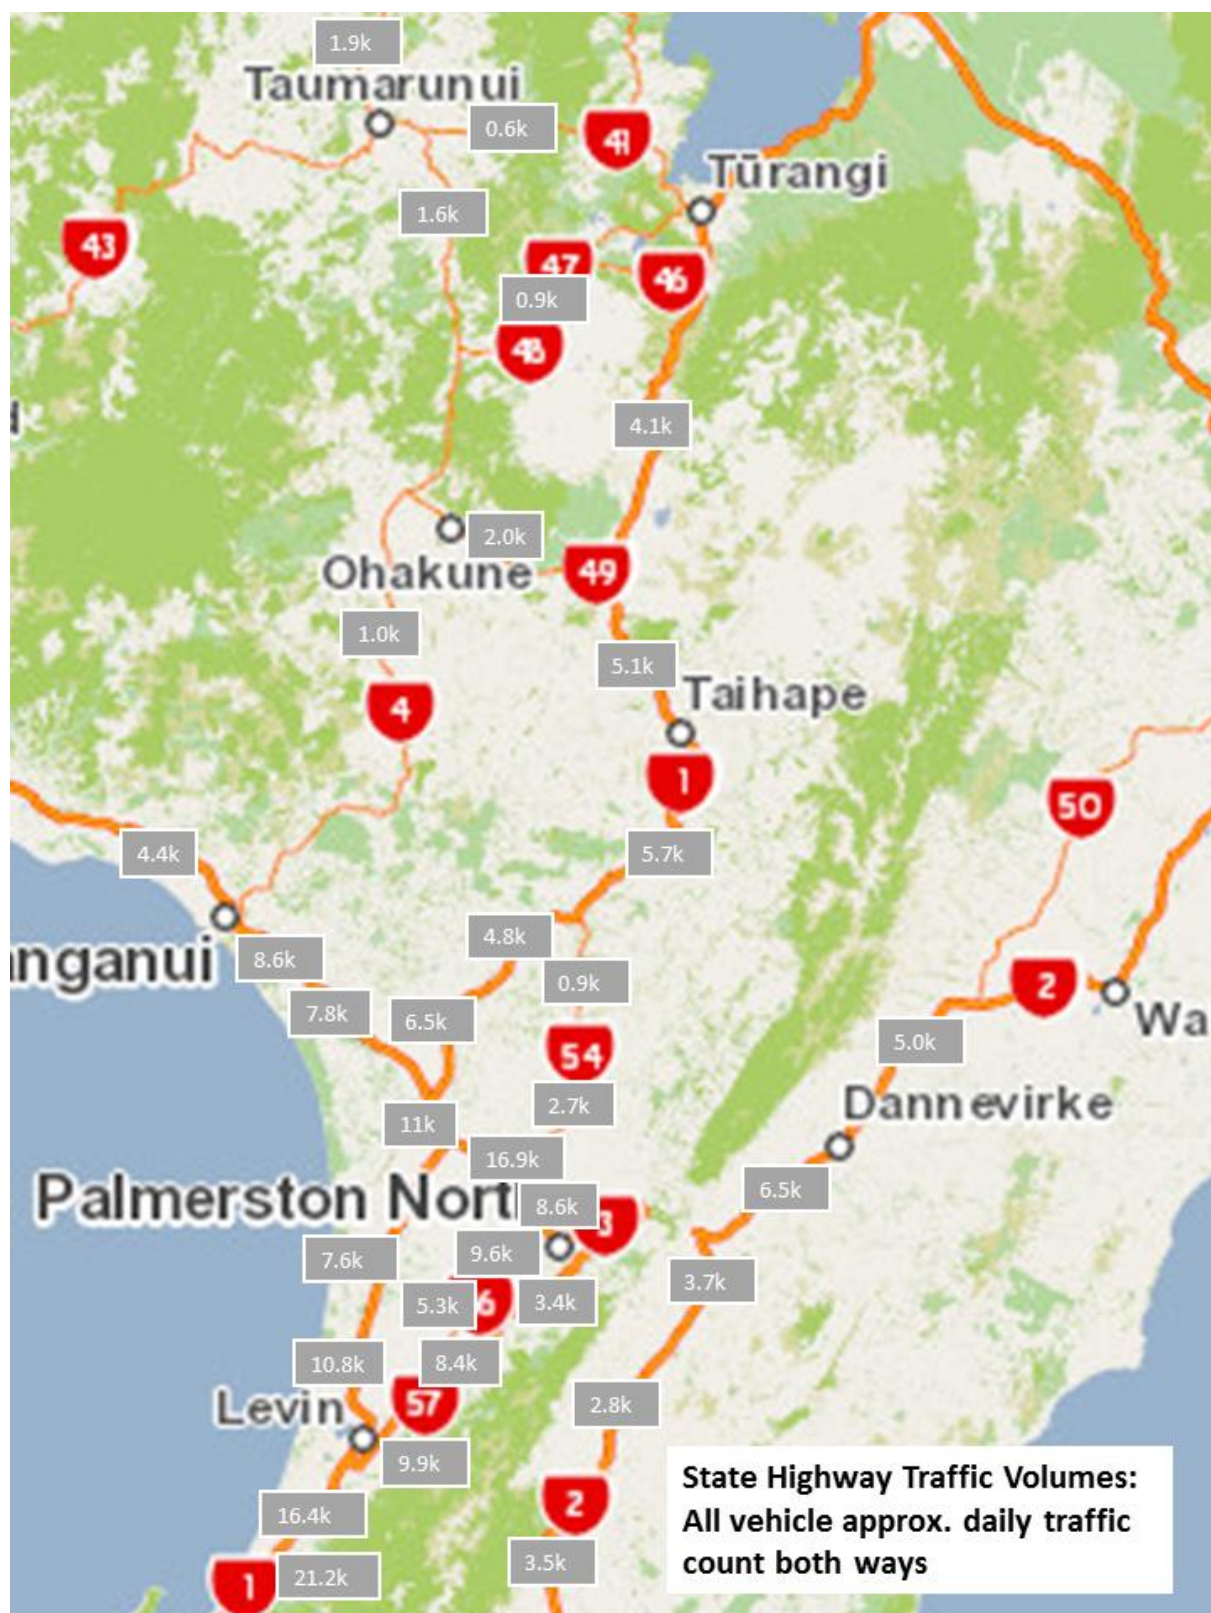 1.9k
Taumarunui
0.6k
41
Tūrangi
1.6k
43
47
46
0.9k
48
4.1k
2.0k
Ohakune
49
1.0k
5.1k
Taihape
4
1
50
4.4k
5.7k
4.8k
nganui
8.6k
0.9k
2
7.8k
6.5k
Wa
5.0k
54
2.7k
Dannevirke
11k
16.9k
6.5k
Palmerston Nort
8.6k
3
7.6k
9.6k
3.7k
5.3k
6
3.4k
10.8k
8.4k
Levin
57
2.8k
9.9k
State Highway Traffic Volumes:
All vehicle approx. daily traffic
count both ways
2
16.4k
3.5k
1
21.2k